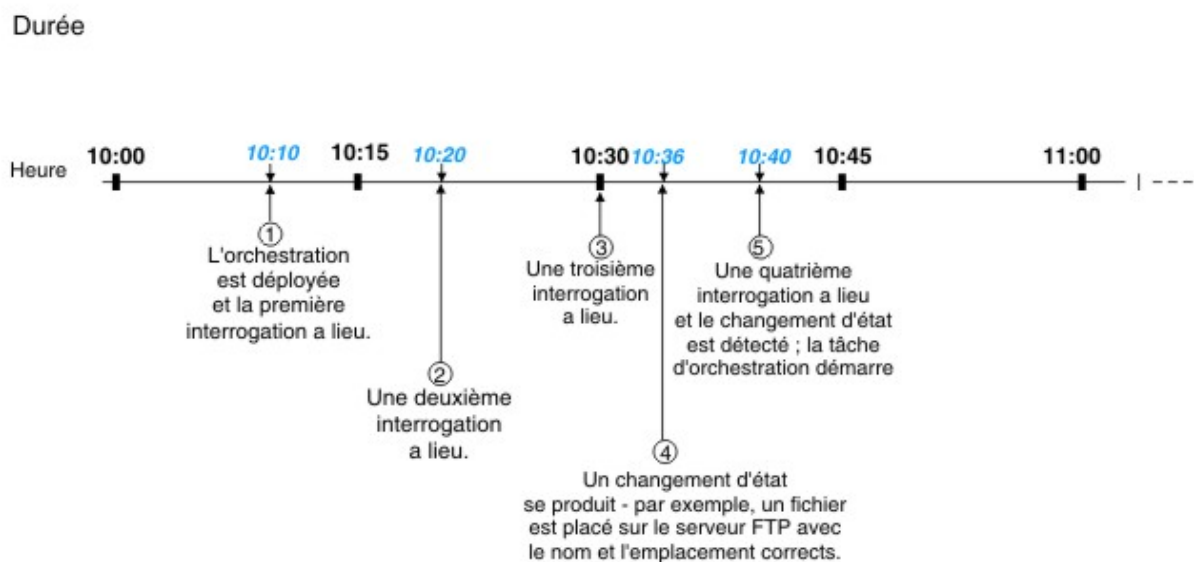 Durée
10:00 10:10 10:15 10:20 10:30 10:36 10:40 10:45 11:00
Heure
1
L'orchestration
est déployée
et la première
interrogation a lieu.
2
Une deuxième
interrogation
a lieu.
3
Une troisième
interrogation
a lieu.
4
Un changement d'état
se produit - par exemple, un fichier
est placé sur le serveur FTP avec
le nom et l'emplacement corrects.
5
Une quatrième
interrogation a lieu
et le changement d'état
est détecté ; la tâche
d'orchestration démarre